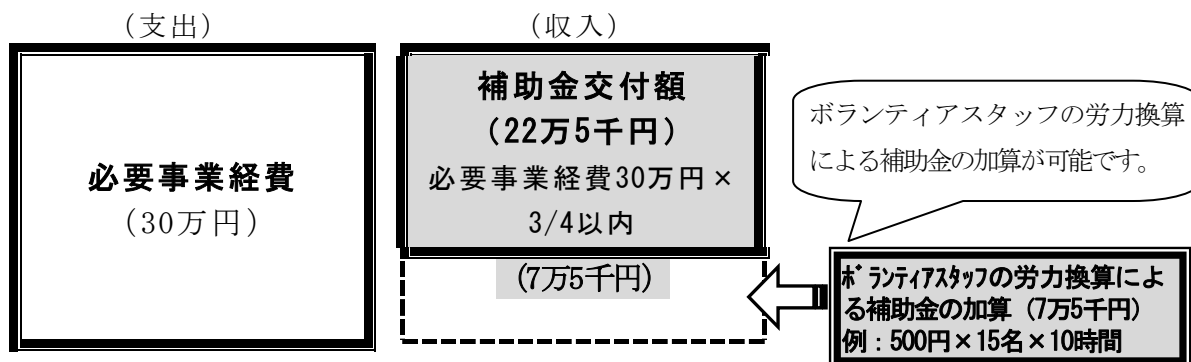 （支出）
必要事業経費
（30万円）
（収入）
補助金交付額
（22万5千円）
必要事業経費30万円×
3/4以内
(7万5千円)
ボランティアスタッフの労力換算
による補助金の加算が可能です。
ﾎﾞﾗﾝﾃｨｱｽﾀｯﾌの労力換算によ
る補助金の加算（7万5千円）
例：500円×15名×10時間